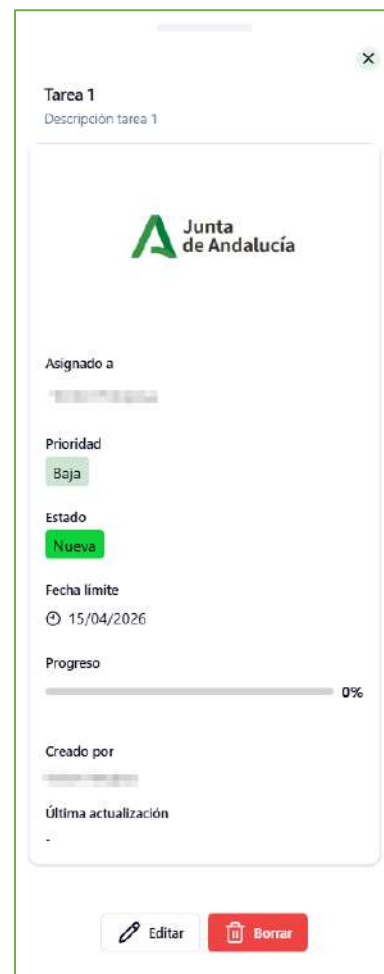 Tarea 1
Descripción tarea 1
Junta
de Andalucía
Asignado a
Prioridad
Baja
Estado
Nueva
Fecha límite
15/04/2026
Progreso
0%
Creado por
Última actualización
-
Editar
Borrar